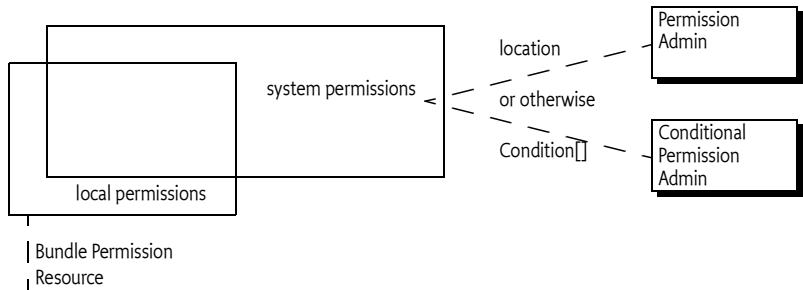 Permission
Admin
location
system permissions
or otherwise
Conditional
Permission
Admin
Condition[]
local permissions
Bundle Permission
Resource